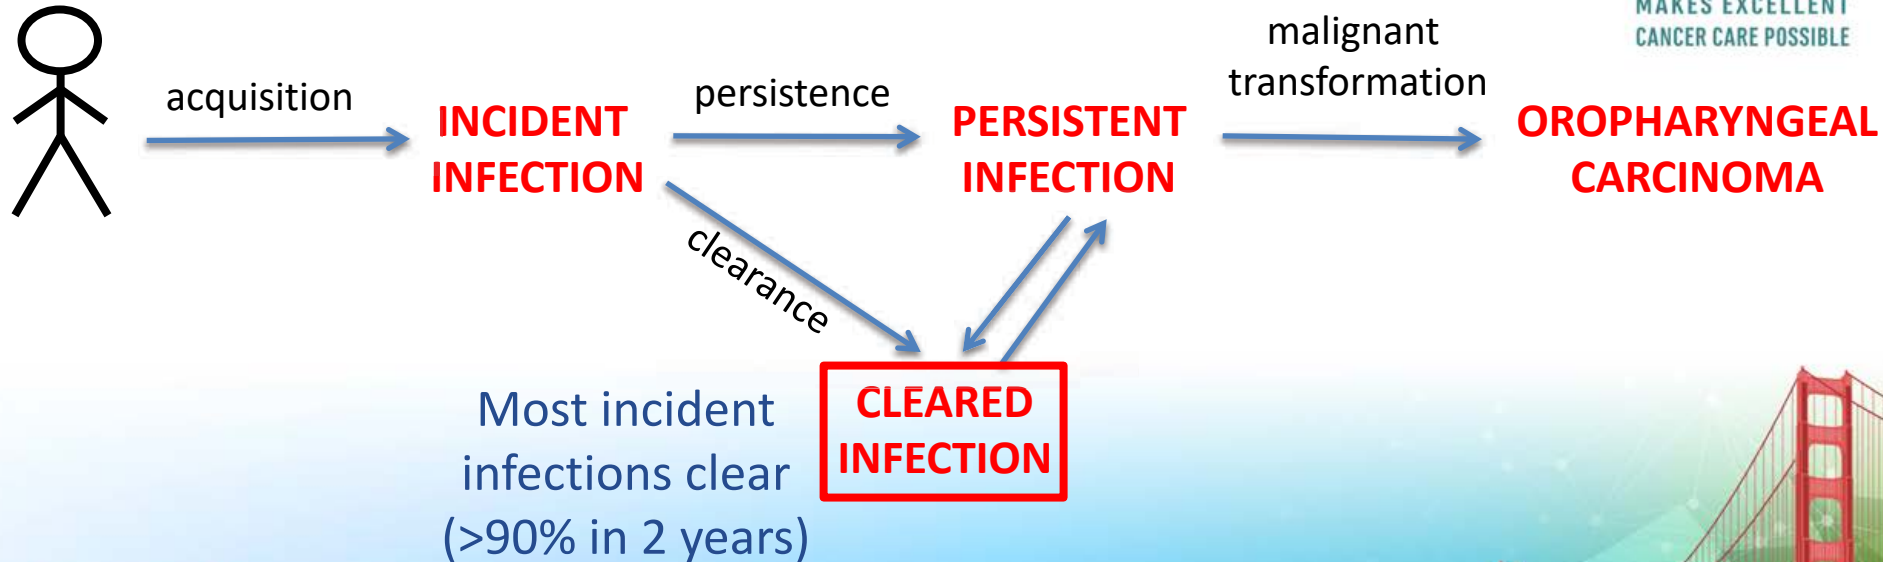 MAKES EXCELLENT
CANCER CARE POSSIBLE
acquisition
INCIDENT
INFECTION
persistence
PERSISTENT
INFECTION
malignant
transformation
OROPHARYNGEAL
CARCINOMA
clearance
Most incident
infections clear
(>90% in 2 years)
CLEARED
INFECTION